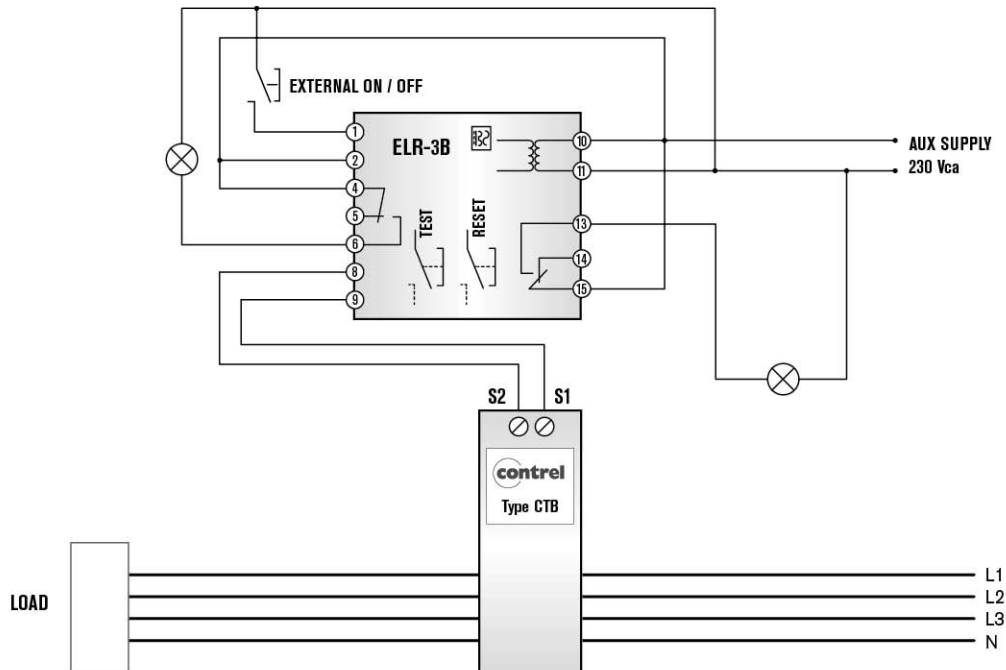 EXTERNAL ON / OFF
ELR-3B
1
2
4
5
6
8
9
TEST
RESET
10
11
13
14
15
AUX SUPPLY
230 Vca
S2 S1
contrel
Type CTB
LOAD
L1
L2
L3
N